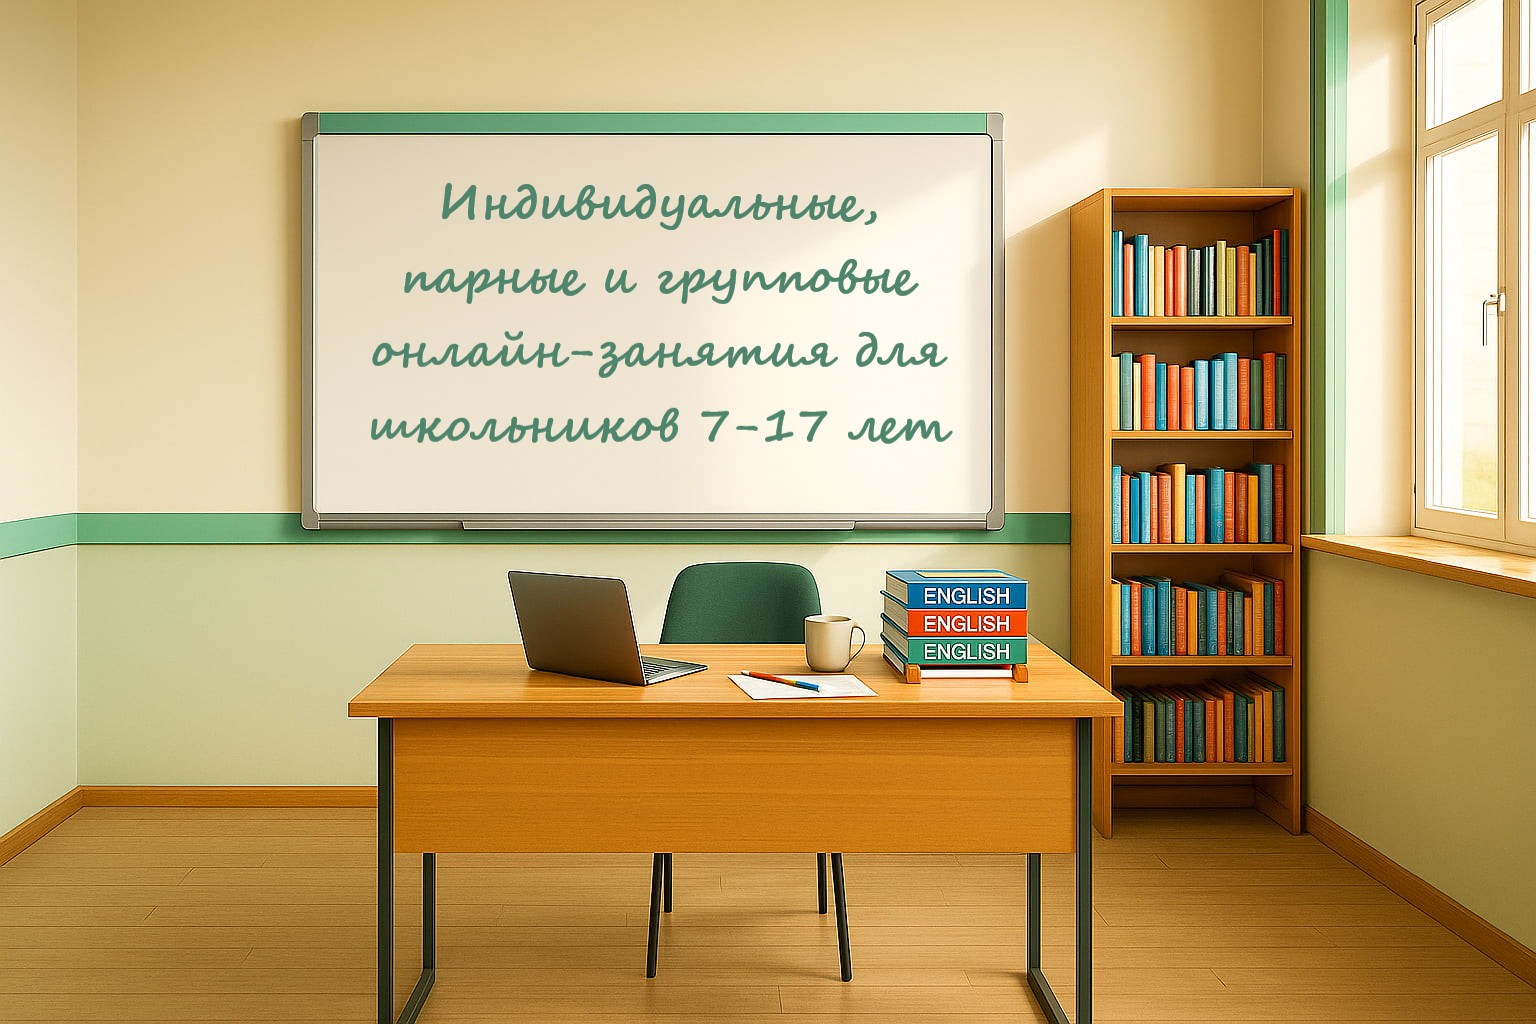 Индивидуальные,
парные и групповые
онлайн-занятия для
школьников 7-17 лет
ENGLISH
ENGLISH
ENGLISH